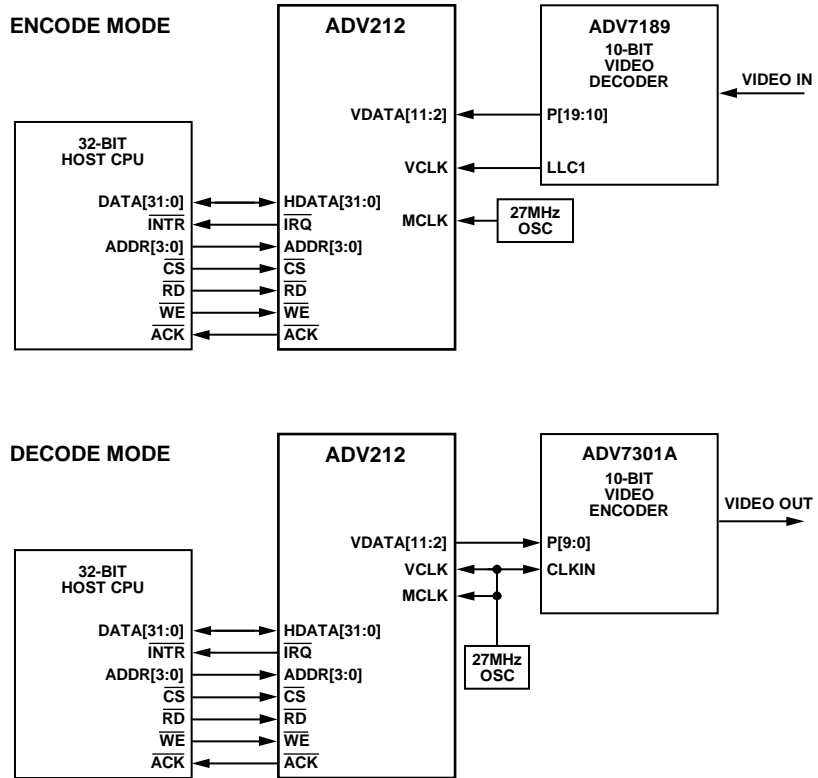 ENCODE MODE
ADV212
ADV7189
10-BIT
VIDEO
DECODER
VIDEO IN
VDATA[11:2]
P[19:10]
32-BIT
HOST CPU
VCLK
LLC1
DATA[31:0]
HDATA[31:0]
MCLK
27MHz
OSC
INTR
IRQ
ADDR[3:0]
ADDR[3:0]
CS
CS
RD
RD
WE
WE
ACK
ACK
DECODE MODE
ADV212
ADV7301A
10-BIT
VIDEO
ENCODER
VIDEO OUT
VDATA[11:2]
P[9:0]
32-BIT
HOST CPU
VCLK
CLKIN
MCLK
DATA[31:0]
HDATA[31:0]
INTR
IRQ
27MHz
OSC
ADDR[3:0]
ADDR[3:0]
CS
CS
RD
RD
WE
WE
ACK
ACK